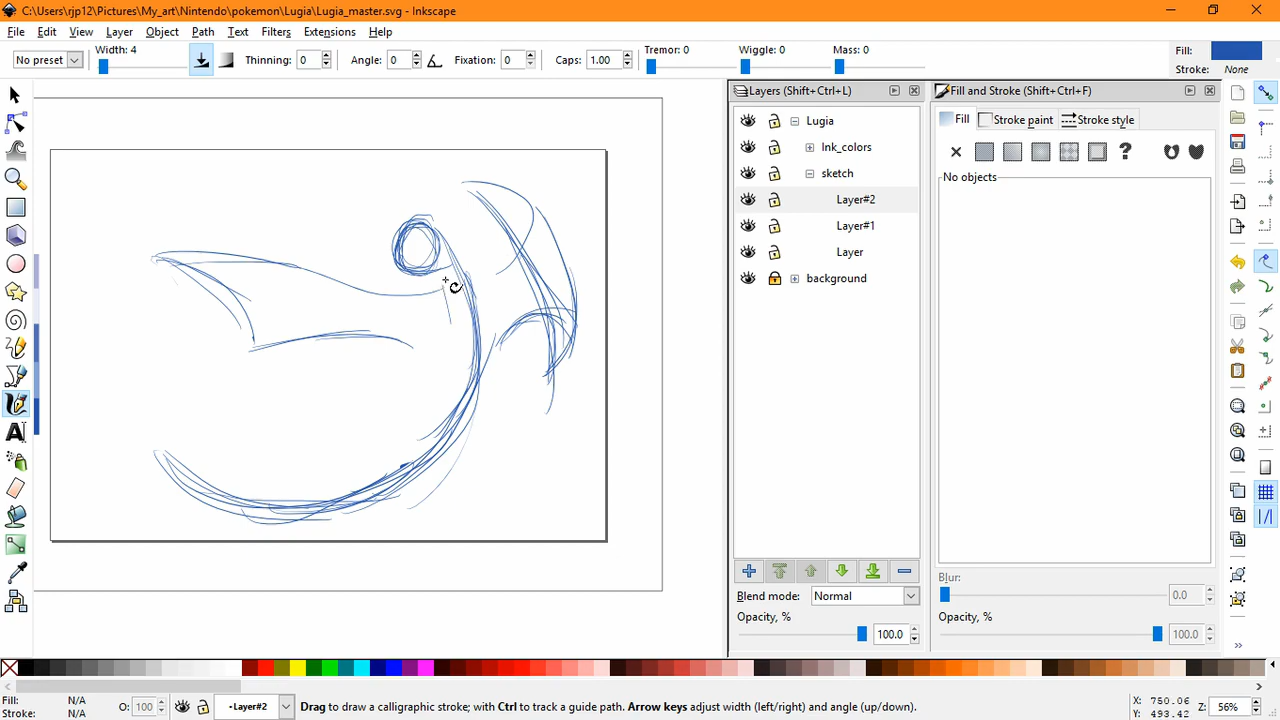 C:\Users\rjp12\Pictures\My_art\Nintendo\pokemon\Lugia\Lugia_master.svg - Inkscape
File Edit View Layer Object Path Text Filters Extensions Help
No preset Width: 4 Thinning: 0 Angle: 0 Fixation: 0 Caps: 1.00 Tremor: 0 Wiggle: 0 Mass: 0 Fill:
Stroke: None
Layers (Shift+Ctrl+L) Fill and Stroke (Shift+Ctrl+F)
Lugia Fill Stroke paint Stroke style
Ink_colors
sketch No objects
Layer#2
Layer#1
Layer
background
Blend mode: Normal Blur: 0.0
Opacity, % Opacity, %
100.0 100.0
Fill: N/A
Stroke: N/A
O: 100 •Layer#2 Drag to draw a calligraphic stroke; with Ctrl to track a guide path. Arrow keys adjust width (left/right) and angle (up/down). X: 750.06
Y: 493.42 Z: 56%